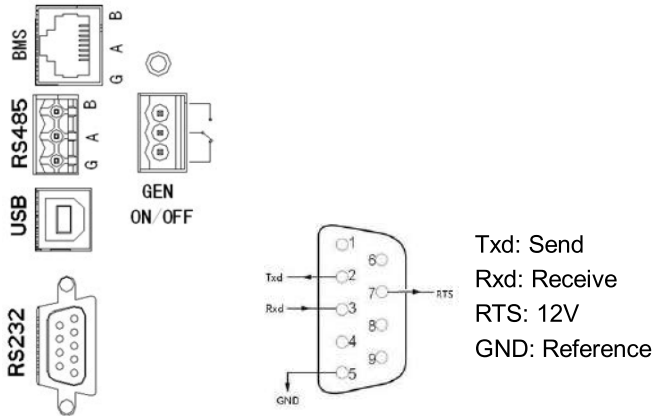 BMS
B
A
G
RS485
B
A
G
GEN
ON/OFF
USB
RS232
1
6
Txd
2
7
RTS
Rxd
3
8
4
9
5
GND
Txd: Send
Rxd: Receive
RTS: 12V
GND: Reference